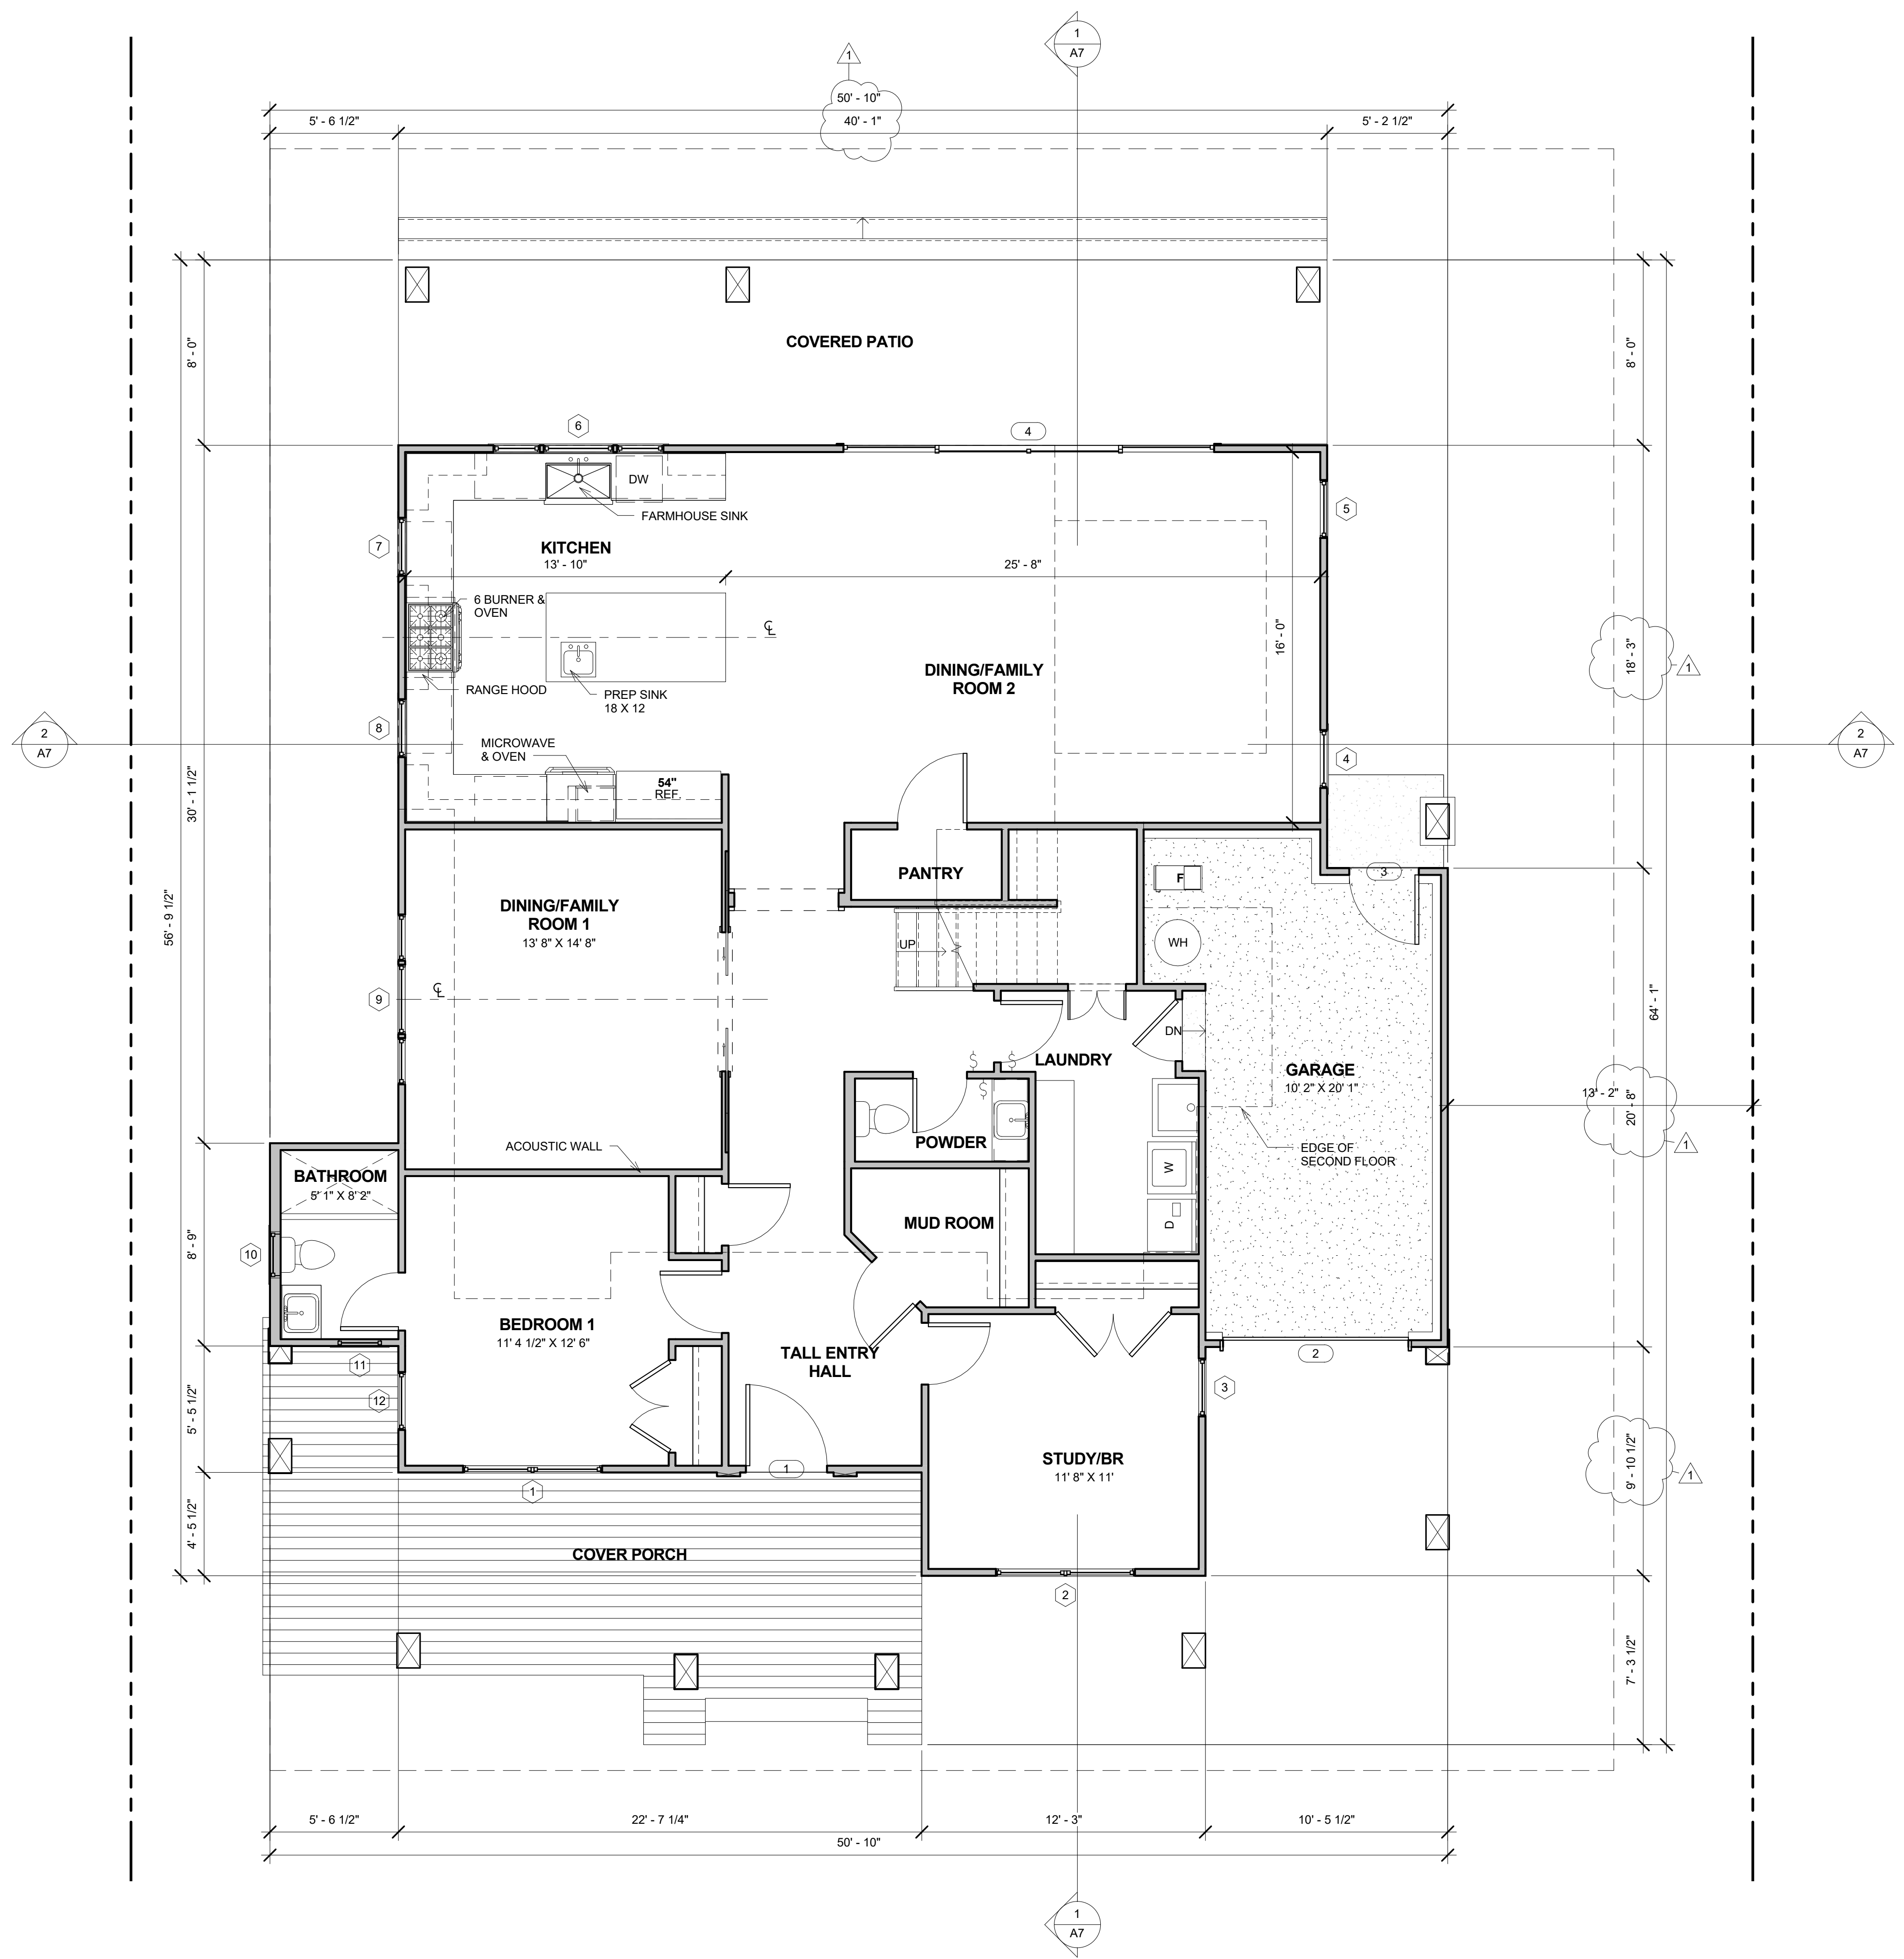 1
A7
1
50' - 10"
5' - 6 1/2"
40' - 1"
5' - 2 1/2"
COVERED PATIO
8' - 0"
8' - 0"
6
4
DW
FARMHOUSE SINK
5
7
KITCHEN
13' - 10"
25' - 8"
6 BURNER &
OVEN
℄
16' - 0"
18' - 3"
1
DINING/FAMILY
ROOM 2
RANGE HOOD
PREP SINK
18 X 12
8
2
A7
MICROWAVE
& OVEN
4
2
A7
54"
REF.
30' - 1 1/2"
PANTRY
F
3
56' - 9 1/2"
DINING/FAMILY
ROOM 1
13' 8" X 14' 8"
UP
WH
9
℄
64' - 1"
DN
LAUNDRY
GARAGE
10' 2" X 20' 1"
13' - 2"
20' - 8"
1
POWDER
ACOUSTIC WALL
EDGE OF
SECOND FLOOR
W
BATHROOM
5' 1" X 8' 2"
MUD ROOM
D
8' - 9"
10
BEDROOM 1
11' 4 1/2" X 12' 6"
TALL ENTRY
HALL
2
11
12
3
5' - 5 1/2"
STUDY/BR
11' 8" X 11'
1
1
9' - 10 1/2"
1
4' - 5 1/2"
COVER PORCH
2
7' - 3 1/2"
5' - 6 1/2"
22' - 7 1/4"
12' - 3"
10' - 5 1/2"
50' - 10"
1
A7